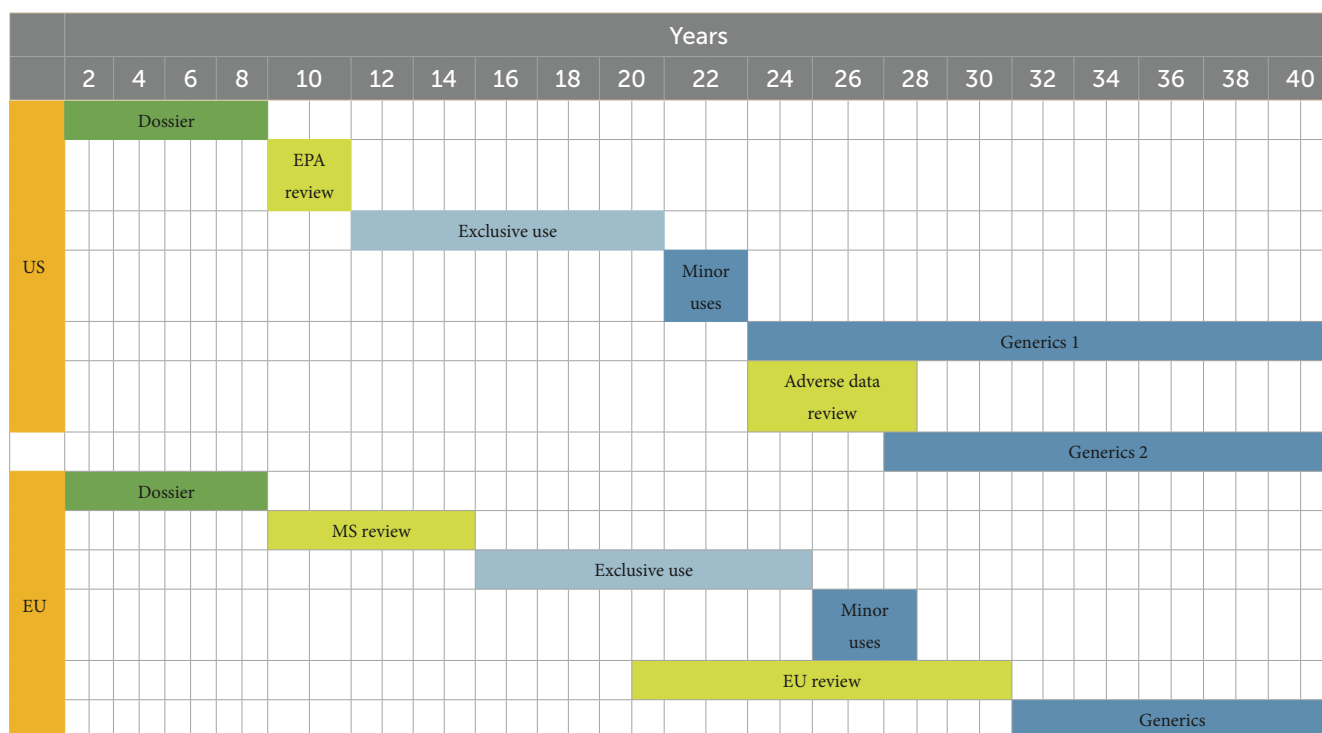 Years
2 4 6 8 10 12 14 16 18 20 22 24 26 28 30 32 34 36 38 40
US
Dossier
EPA
review
Exclusive use
Minor
uses
Generics 1
Adverse data
review
Generics 2
EU
Dossier
MS review
Exclusive use
Minor
uses
EU review
Generics